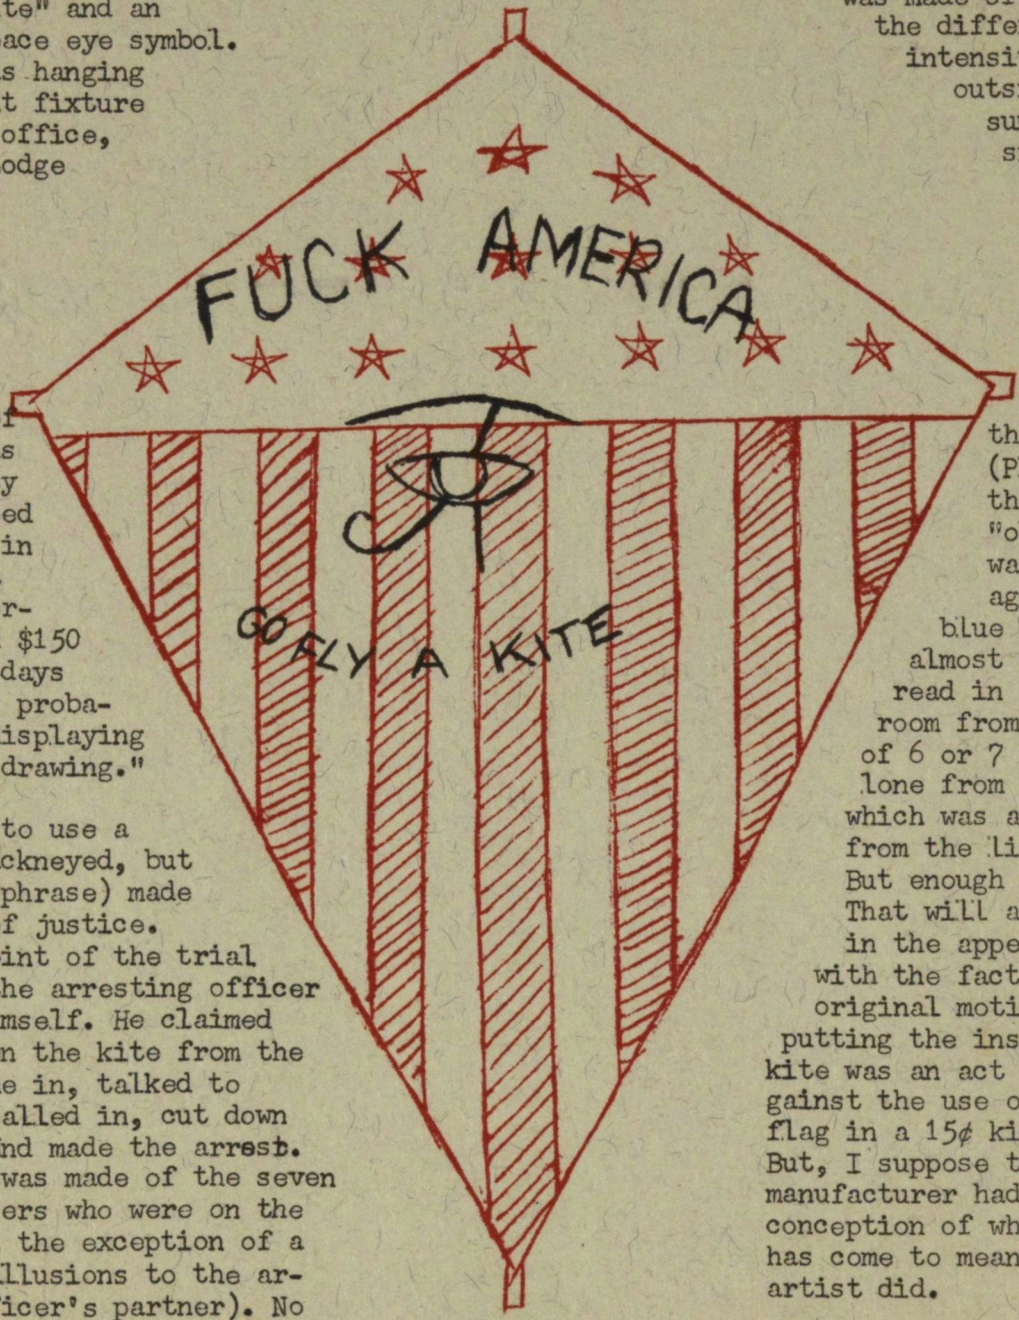 ite" and an
ace eye symbol.
s hanging
t fixture
office,
odge
was made of
the diffe
intensi
outs
su
s
FUCK AMERICA
GO FLY A KITE
f
s
y
ed
in
r-
$150
days
proba-
isplaying
drawing."
to use a
ckneyed, but
phrase) made
f justice.
int of the trial
he arresting officer
mself. He claimed
n the kite from the
e in, talked to
alled in, cut down
nd made the arrest.
was made of the seven
ers who were on the
the exception of a
llusions to the ar-
icer's partner). No
th
(P
th
"o
wa
ag
blue
almost
read in
room from
of 6 or 7
lone from
which was a
from the li
But enough
That will a
in the appe
with the fact
original moti
putting the ins
kite was an act
gainst the use o
flag in a 15¢ ki
But, I suppose t
manufacturer had
conception of wh
has come to mean
artist did.